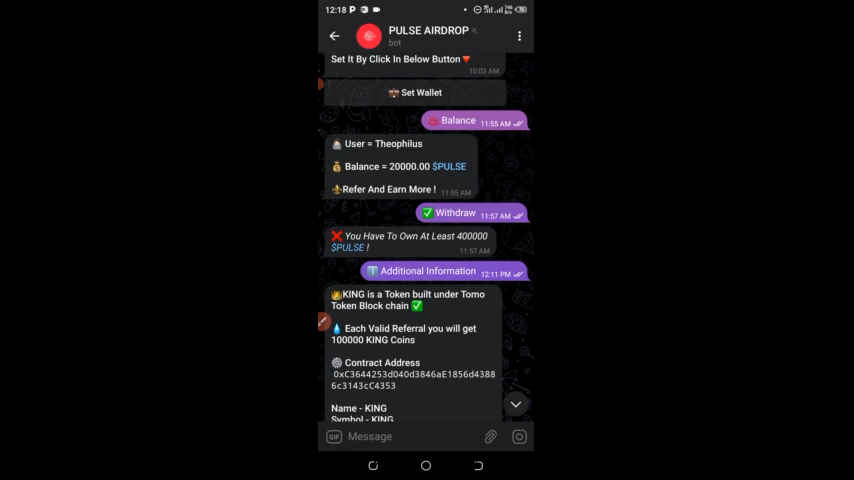 12:18 P
PULSE AIRDROP
bot
Set It By Click In Below Button
10:03 AM
Set Wallet
Balance 11:55 AM
User = Theophilus
Balance = 20000.00 $PULSE
Refer And Earn More ! 11:55 AM
Withdraw 11:57 AM
You Have To Own At Least 400000
$PULSE ! 11:57 AM
Additional Information 12:11 PM
KING is a Token built under Tomo
Token Block chain
Each Valid Referral you will get
100000 KING Coins
Contract Address
0xC3644253d040d3846aE1856d4388
6c3143cC4353
Name - KING
Symbol - KING
GIF Message